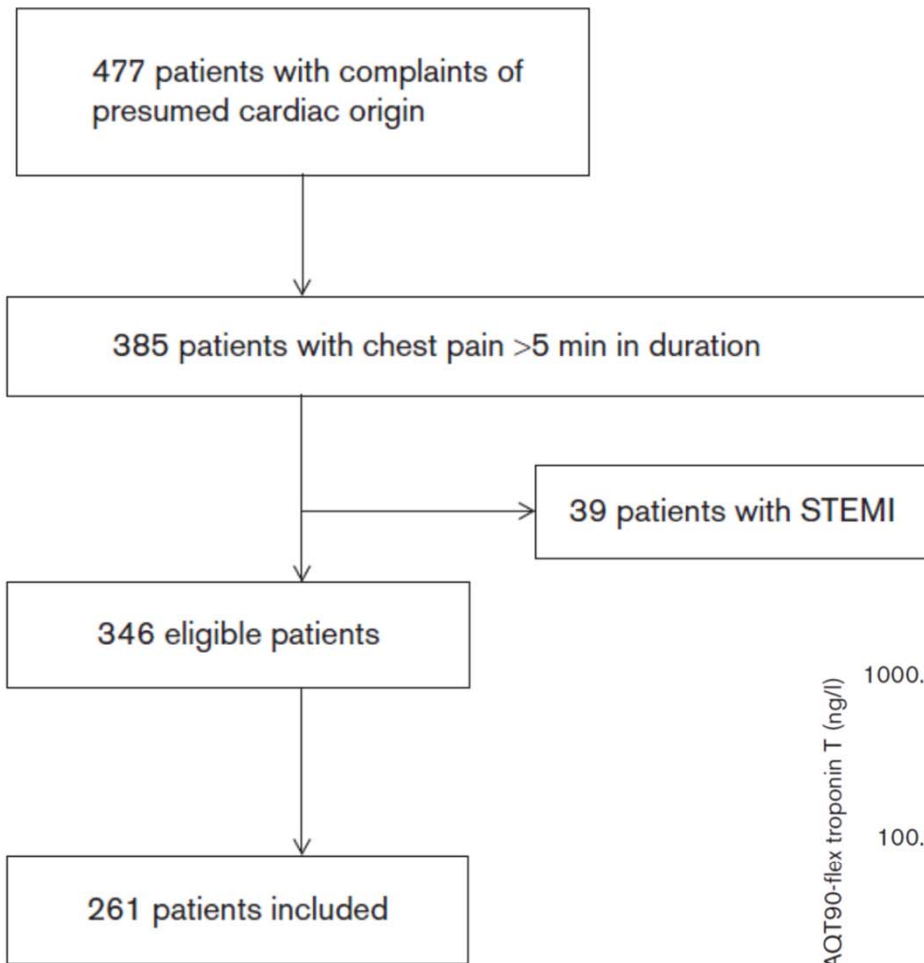 477 patients with complaints of
presumed cardiac origin
385 patients with chest pain >5 min in duration
39 patients with STEMI
346 eligible patients
261 patients included
AQT90-flex troponin T (ng/l)
1000.
100.